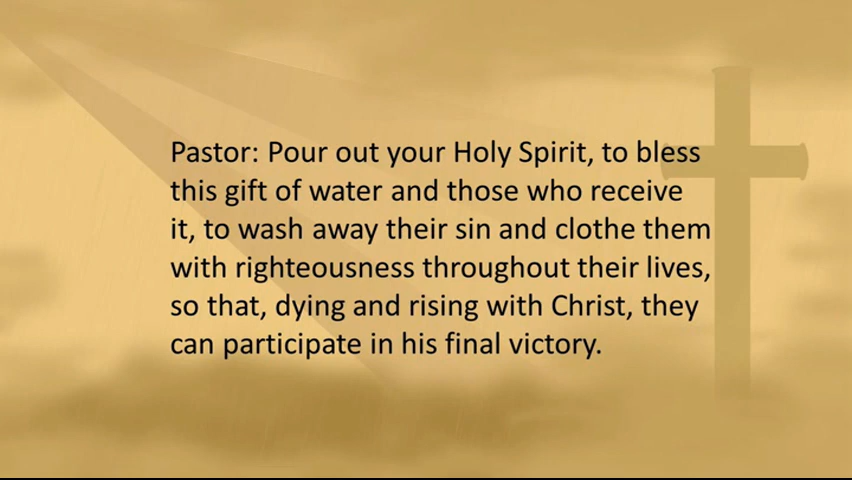 Pastor: Pour out your Holy Spirit, to bless
this gift of water and those who receive
it, to wash away their sin and clothe them
with righteousness throughout their lives,
so that, dying and rising with Christ, they
can participate in his final victory.